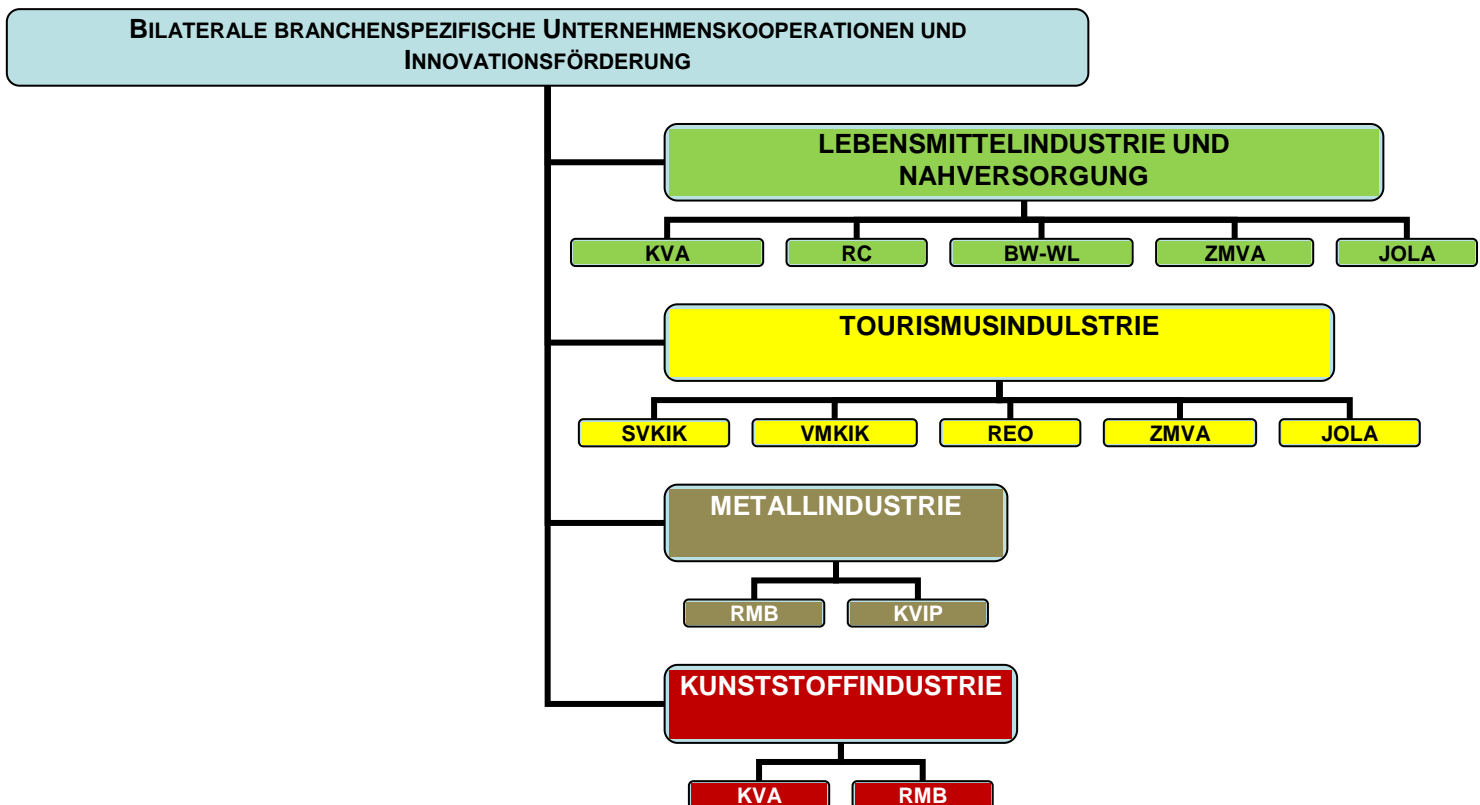 BILATERALE BRANCHENSPEZIFISCHE UNTERNEHMENSKOOPERATIONEN UND
INNOVATIONSFÖRDERUNG
LEBENSMITTELINDUSTRIE UND
NAHVERSORGUNG
KVA RC BW-WL ZMVA JOLA
TOURISMUSINDULSTRIE
SVKIK VMKIK REO ZMVA JOLA
METALLINDUSTRIE
RMB KVIP
KUNSTSTOFFINDUSTRIE
KVA RMB